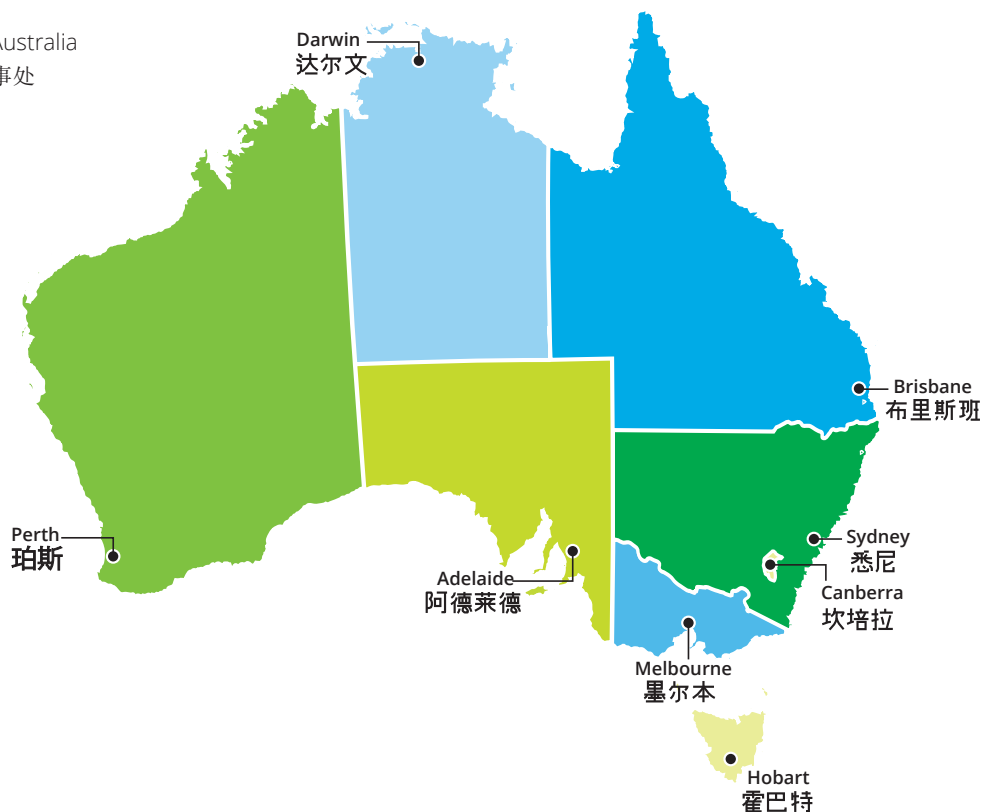 Australia
事处
Darwin
达尔文
Brisbane
布里斯班
Perth
珀斯
Sydney
悉尼
Adelaide
阿德莱德
Canberra
坎培拉
Melbourne
墨尔本
Hobart
霍巴特